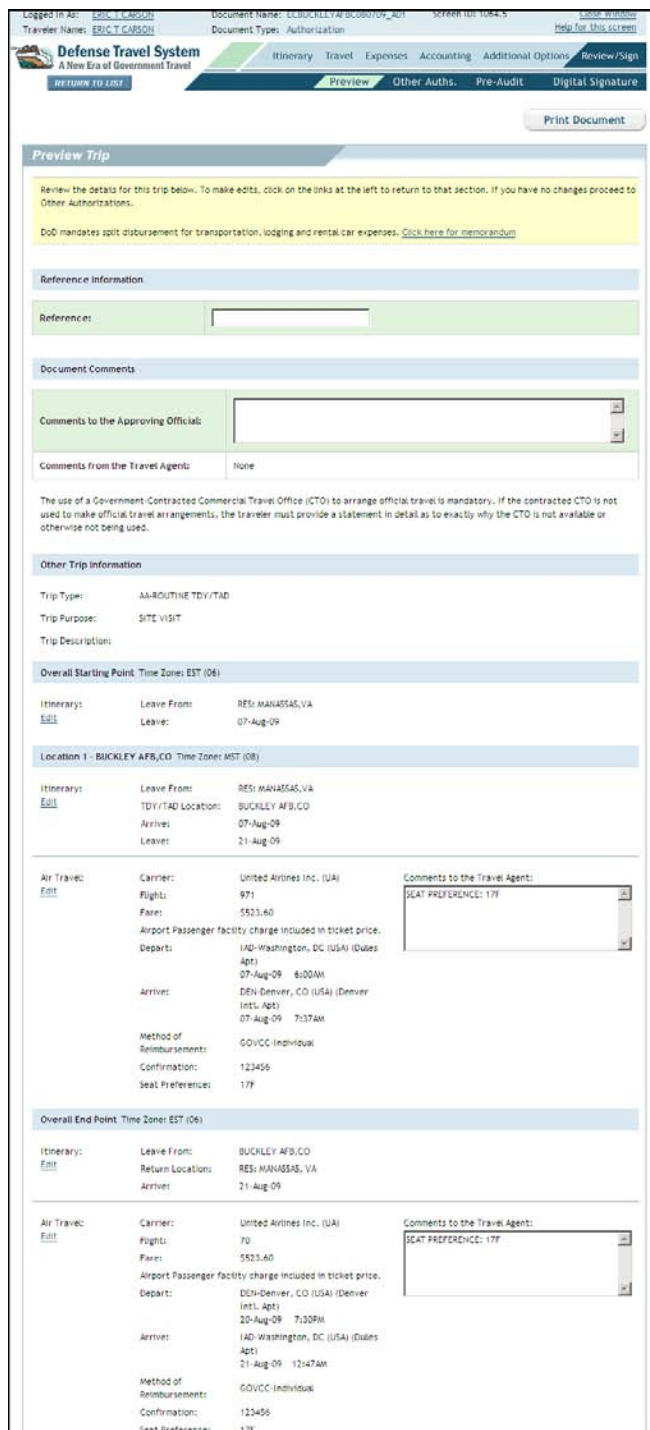 Logged In As: ERIC T CARSON Document Name: ECBUCKLEYAFBCO080709_A01 Screen ID: 1064.5 Close Window
Traveler Name: ERIC T CARSON Document Type: Authorization Help for this screen
Defense Travel System
A New Era of Government Travel
Itinerary Travel Expenses Accounting Additional Options Review/Sign
RETURN TO LIST Preview Other Auths. Pre-Audit Digital Signature
Print Document
Preview Trip
Review the details for this trip below. To make edits, click on the links at the left to return to that section. If you have no changes proceed to
Other Authorizations.
DoD mandates split disbursement for transportation, lodging and rental car expenses. Click here for memorandum
Reference Information
Reference:
Document Comments
Comments to the Approving Official:
Comments from the Travel Agent: None
The use of a Government-Contracted Commercial Travel Office (CTO) to arrange official travel is mandatory. If the contracted CTO is not
used to make official travel arrangements, the traveler must provide a statement in detail as to exactly why the CTO is not available or
otherwise not being used.
Other Trip Information
Trip Type: AA-ROUTINE TDY/TAD
Trip Purpose: SITE VISIT
Trip Description:
Overall Starting Point Time Zone: EST (06)
Itinerary: Leave From: RES: MANASSAS,VA
Edit Leave: 07-Aug-09
Location 1 - BUCKLEY AFB,CO Time Zone: MST (08)
Itinerary: Leave From: RES: MANASSAS,VA
Edit TDY/TAD Location: BUCKLEY AFB,CO
Arrive: 07-Aug-09
Leave: 21-Aug-09
Air Travel: Carrier: United Airlines Inc. (UA) Comments to the Travel Agent:
Edit Flight: 971 SEAT PREFERENCE: 17F
Fare: $523.60
Airport Passenger facility charge included in ticket price.
Depart: IAD-Washington, DC (USA) (Dulles
Apt)
07-Aug-09 6:00AM
Arrive: DEN-Denver, CO (USA) (Denver
Intl. Apt)
07-Aug-09 7:37AM
Method of
Reimbursement: GOVCC-Individual
Confirmation: 123456
Seat Preference: 17F
Overall End Point Time Zone: EST (06)
Itinerary: Leave From: BUCKLEY AFB,CO
Edit Return Location: RES: MANASSAS, VA
Arrive: 21-Aug-09
Air Travel: Carrier: United Airlines Inc. (UA) Comments to the Travel Agent:
Edit Flight: 70 SEAT PREFERENCE: 17F
Fare: $523.60
Airport Passenger facility charge included in ticket price.
Depart: DEN-Denver, CO (USA) (Denver
Intl. Apt)
20-Aug-09 7:30PM
Arrive: IAD-Washington, DC (USA) (Dulles
Apt)
21-Aug-09 12:47AM
Method of
Reimbursement: GOVCC-Individual
Confirmation: 123456
Seat Preference: 17F